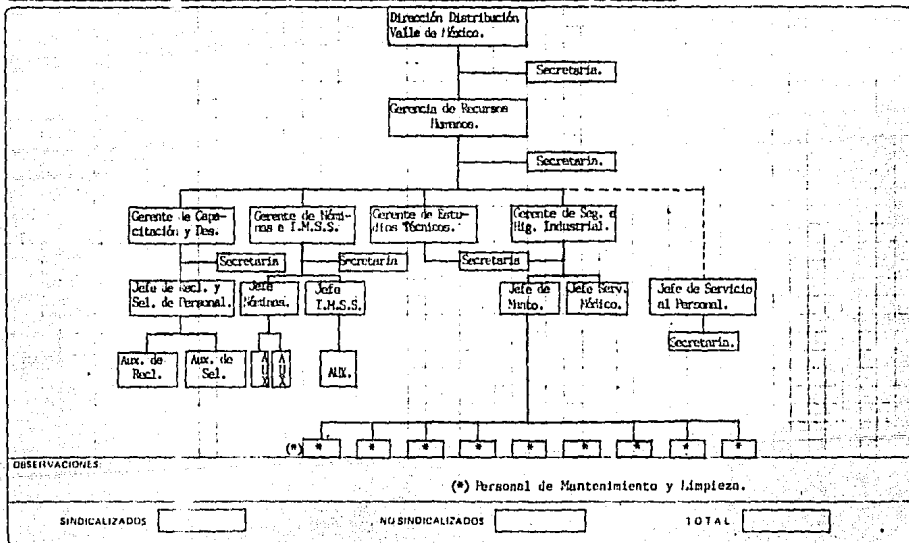 Dirección Distribución
Valle de México.
Secretaria.
Gerencia de Recursos
Humanos.
Secretaria.
Gerente de Capa-
citación y Des.
Gerente de Nómi-
nas e I.M.S.S.
Gerente de Estu-
dios Técnicos.
Gerente de Seg. e
Hig. Industrial.
Secretaria
Secretaria
Secretaria
Jefe de Recl. y
Sel. de Personal.
Jefe
Nóminas.
Jefe
I.M.S.S.
Jefe de
Mnto.
Jefe Serv.
Médico.
Jefe de Servicio
al Personal.
Secretaria.
Aux. de
Recl.
Aux. de
Sel.
AUX
AUX
AUX.
(*) * * * * * * * * *
OBSERVACIONES:
(*) Personal de Mantenimiento y Limpieza.
SINDICALIZADOS
NO SINDICALIZADOS
TOTAL